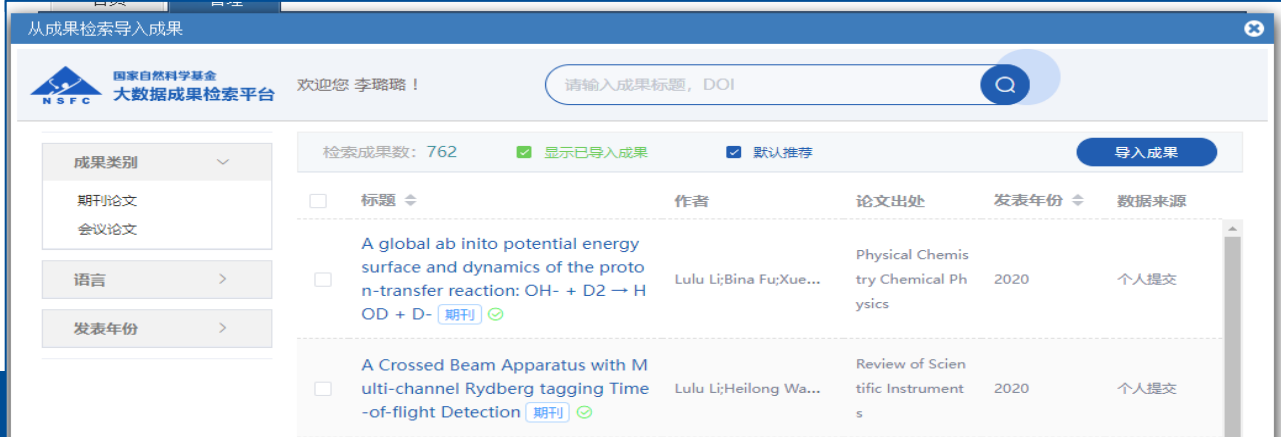 首页 管理
从成果检索导入成果
NSFC
国家自然科学基金
大数据成果检索平台
欢迎您 李璐璐！
请输入成果标题，DOI
成果类别
期刊论文
会议论文
语言
发表年份
检索成果数：762 显示已导入成果 默认推荐 导入成果
标题 作者 论文出处 发表年份 数据来源
A global ab inito potential energy
surface and dynamics of the proto
n-transfer reaction: OH- + D2 → H
OD + D- 期刊
Lulu Li;Bina Fu;Xue...
Physical Chemis
try Chemical Ph
ysics
2020
个人提交
A Crossed Beam Apparatus with M
ulti-channel Rydberg tagging Time
-of-flight Detection 期刊
Lulu Li;Heilong Wa...
Review of Scien
tific Instrument
s
2020
个人提交